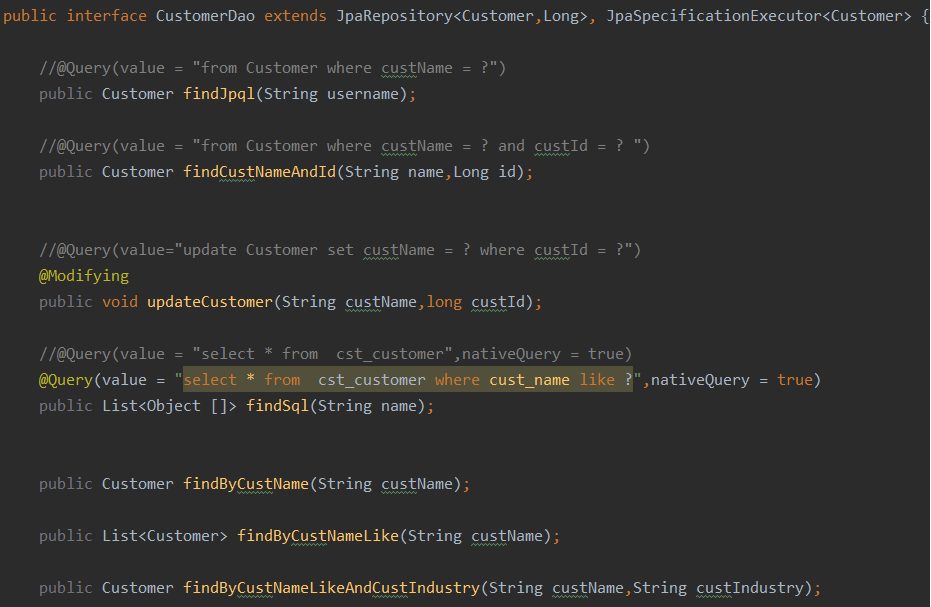 public interface CustomerDao extends JpaRepository<Customer,Long>, JpaSpecificationExecutor<Customer> {
//@Query(value = "from Customer where custName = ?")
public Customer findJpql(String username);
//@Query(value = "from Customer where custName = ? and custId = ? ")
public Customer findCustNameAndId(String name,Long id);
//@Query(value="update Customer set custName = ? where custId = ?")
@Modifying
public void updateCustomer(String custName,long custId);
//@Query(value = "select * from  cst_customer",nativeQuery = true)
@Query(value = "select * from  cst_customer where cust_name like ?",nativeQuery = true)
public List<Object []> findSql(String name);
public Customer findByCustName(String custName);
public List<Customer> findByCustNameLike(String custName);
public Customer findByCustNameLikeAndCustIndustry(String custName,String custIndustry);